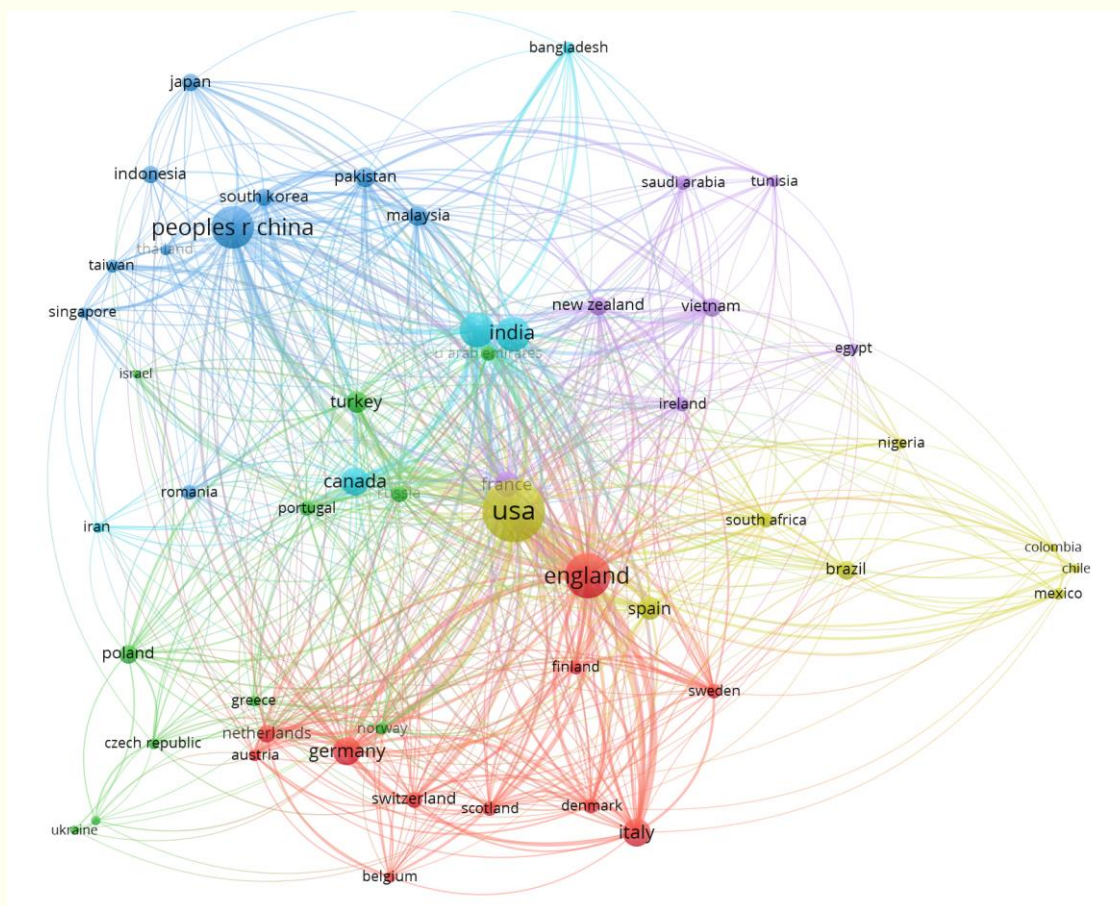 bangladesh
japan
indonesia
pakistan
saudi arabia
tunisia
south korea
malaysia
peoples r china
thailand
taiwan
singapore
new zealand
vietnam
india
u arab emirates
egypt
israel
turkey
ireland
nigeria
canada
france
russia
romania
portugal
usa
iran
south africa
colombia
chile
england
brazil
mexico
spain
poland
finland
sweden
greece
netherlands
norway
czech republic
austria
germany
switzerland
scotland
denmark
ukraine
italy
belgium